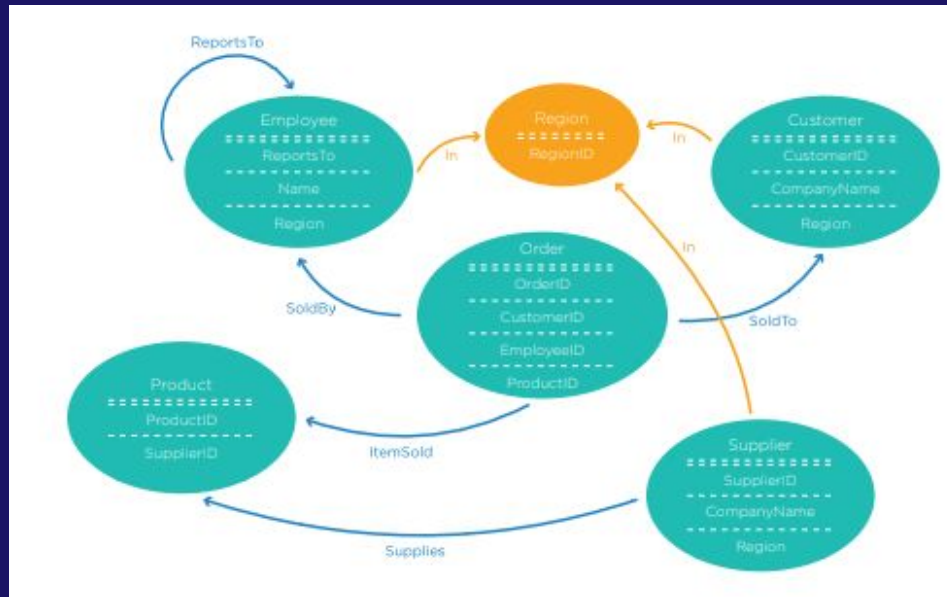 ReportsTo
Employee
ReportsTo
Name
Region
In
Region
RegionID
In
Customer
CustomerID
CompanyName
Region
In
Order
OrderID
CustomerID
EmployeeID
ProductID
SoldBy
SoldTo
Product
ProductID
SupplierID
ItemSold
Supplier
SupplierID
CompanyName
Region
Supplies